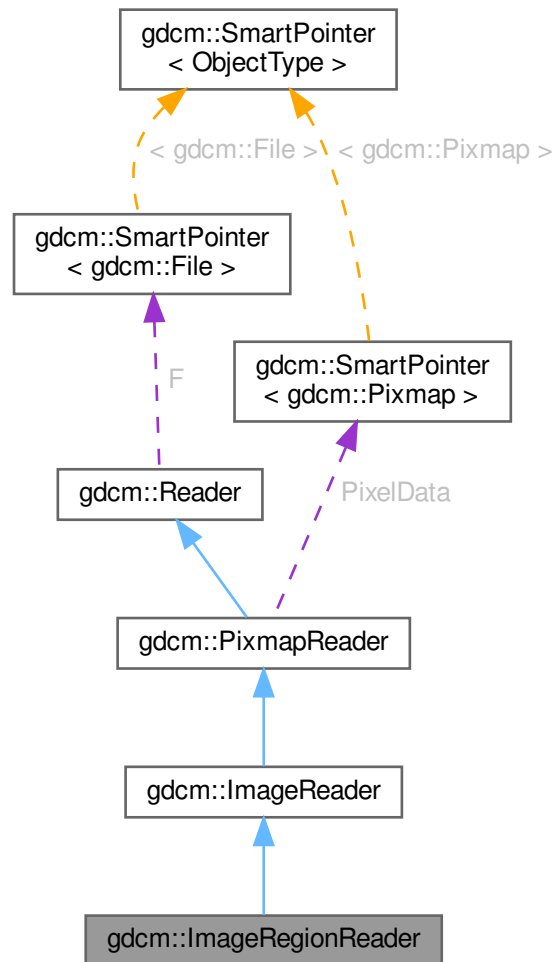 gdcm::SmartPointer
< ObjectType >
< gdcm::File >
< gdcm::Pixmap >
gdcm::SmartPointer
< gdcm::File >
gdcm::SmartPointer
< gdcm::Pixmap >
F
gdcm::Reader
PixelData
gdcm::PixmapReader
gdcm::ImageReader
gdcm::ImageRegionReader